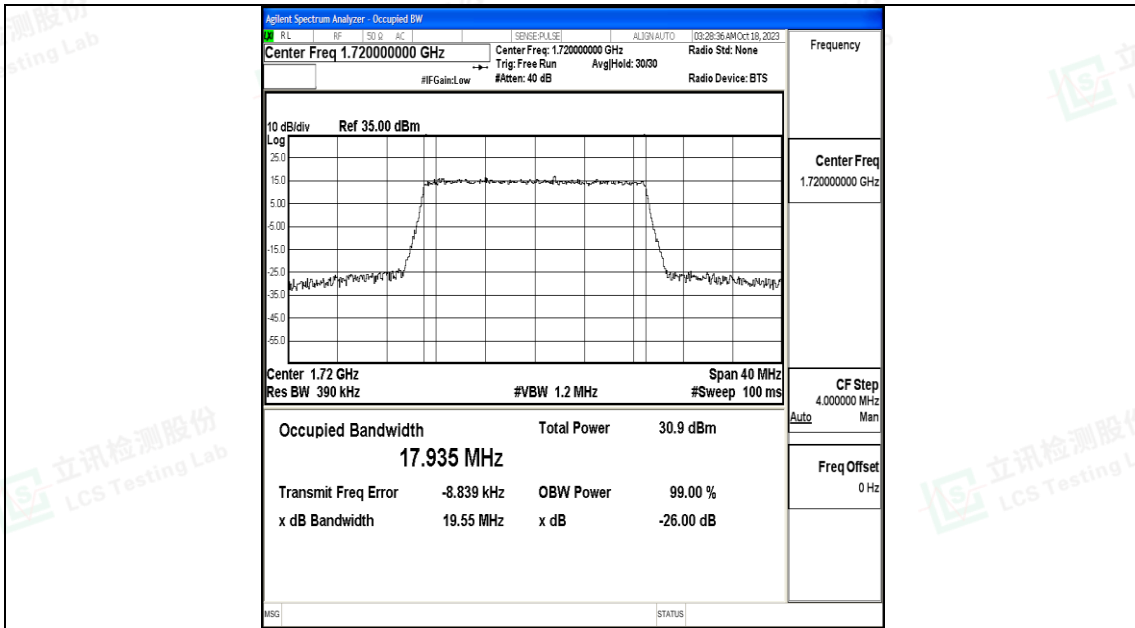 Agilent Spectrum Analyzer - Occupied BW
RL RF 50 Ω AC SENSE:PULSE ALIGN AUTO 03:28:36 AM Oct 18, 2023
Center Freq 1.720000000 GHz
Center Freq: 1.720000000 GHz
Radio Std: None
Trig: Free Run Avg|Hold: 30/30
#IFGain:Low #Atten: 40 dB Radio Device: BTS
10 dB/div Ref 35.00 dBm
Log
25.0
15.0
5.00
-5.00
-15.0
-25.0
-35.0
-45.0
-55.0
Center 1.72 GHz Span 40 MHz
Res BW 390 kHz #VBW 1.2 MHz #Sweep 100 ms
Occupied Bandwidth Total Power 30.9 dBm
17.935 MHz
Transmit Freq Error -8.839 kHz OBW Power 99.00 %
x dB Bandwidth 19.55 MHz x dB -26.00 dB
MSG STATUS
Frequency
Center Freq
1.720000000 GHz
CF Step
4.000000 MHz
Auto Man
Freq Offset
0 Hz
立讯检测股份
LCS Testing Lab
立讯检测股份
LCS Testing L